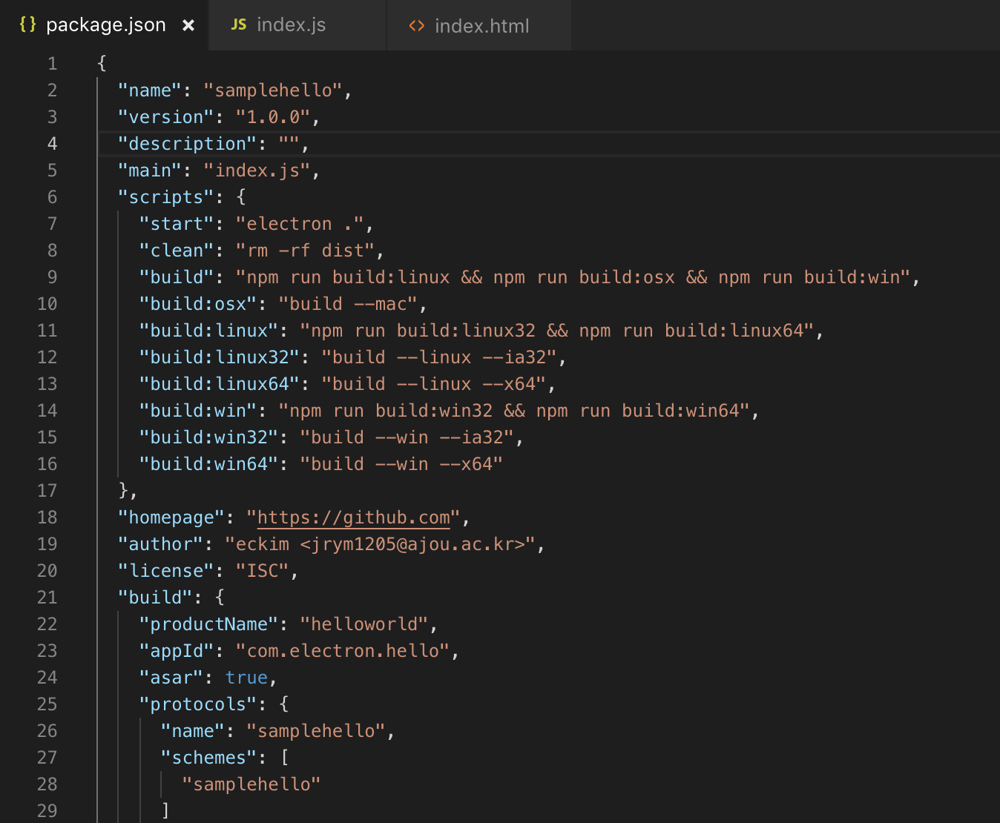 {} package.json × JS index.js <> index.html
1 {
2   "name": "samplehello",
3   "version": "1.0.0",
4   "description": "",
5   "main": "index.js",
6   "scripts": {
7     "start": "electron .",
8     "clean": "rm -rf dist",
9     "build": "npm run build:linux && npm run build:osx && npm run build:win",
10     "build:osx": "build --mac",
11     "build:linux": "npm run build:linux32 && npm run build:linux64",
12     "build:linux32": "build --linux --ia32",
13     "build:linux64": "build --linux --x64",
14     "build:win": "npm run build:win32 && npm run build:win64",
15     "build:win32": "build --win --ia32",
16     "build:win64": "build --win --x64"
17   },
18   "homepage": "https://github.com",
19   "author": "eckim <jrym1205@ajou.ac.kr>",
20   "license": "ISC",
21   "build": {
22     "productName": "helloworld",
23     "appId": "com.electron.hello",
24     "asar": true,
25     "protocols": {
26       "name": "samplehello",
27       "schemes": [
28         "samplehello"
29       ]